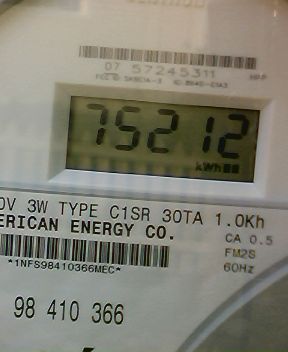 07 57245311 HPP
75212
kWh
0V 3W TYPE C1SR 30TA 1.0Kh
ERICAN ENERGY CO.
CA 0.5
FM2S
*1NFS98410366MEC*
60Hz
98 410 366